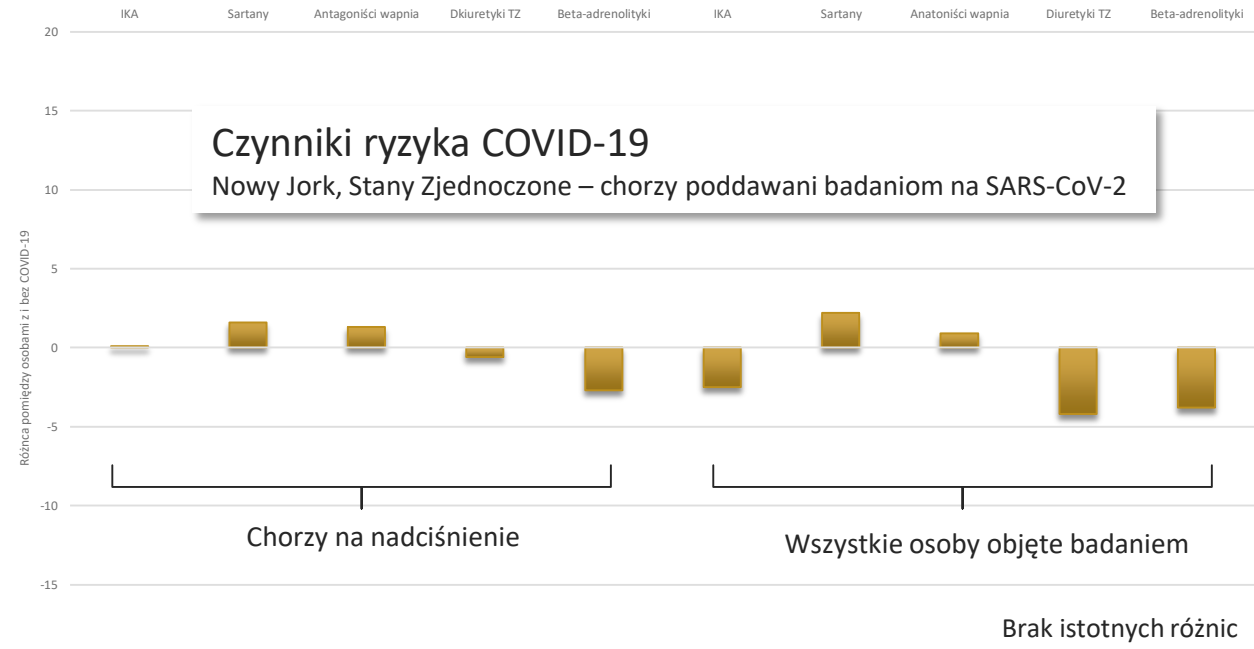 IKA Sartany Antagoniści wapnia Dkiuretyki TZ Beta-adrenolityki IKA Sartany Anatoniści wapnia Diuretyki TZ Beta-adrenolityki
20
15
Czynniki ryzyka COVID-19
Nowy Jork, Stany Zjednoczone – chorzy poddawani badaniom na SARS-CoV-2
10
5
0
-5
-10
-15
Różnca pomiędzy osobami z i bez COVID-19
Chorzy na nadciśnienie
Wszystkie osoby objęte badaniem
Brak istotnych różnic